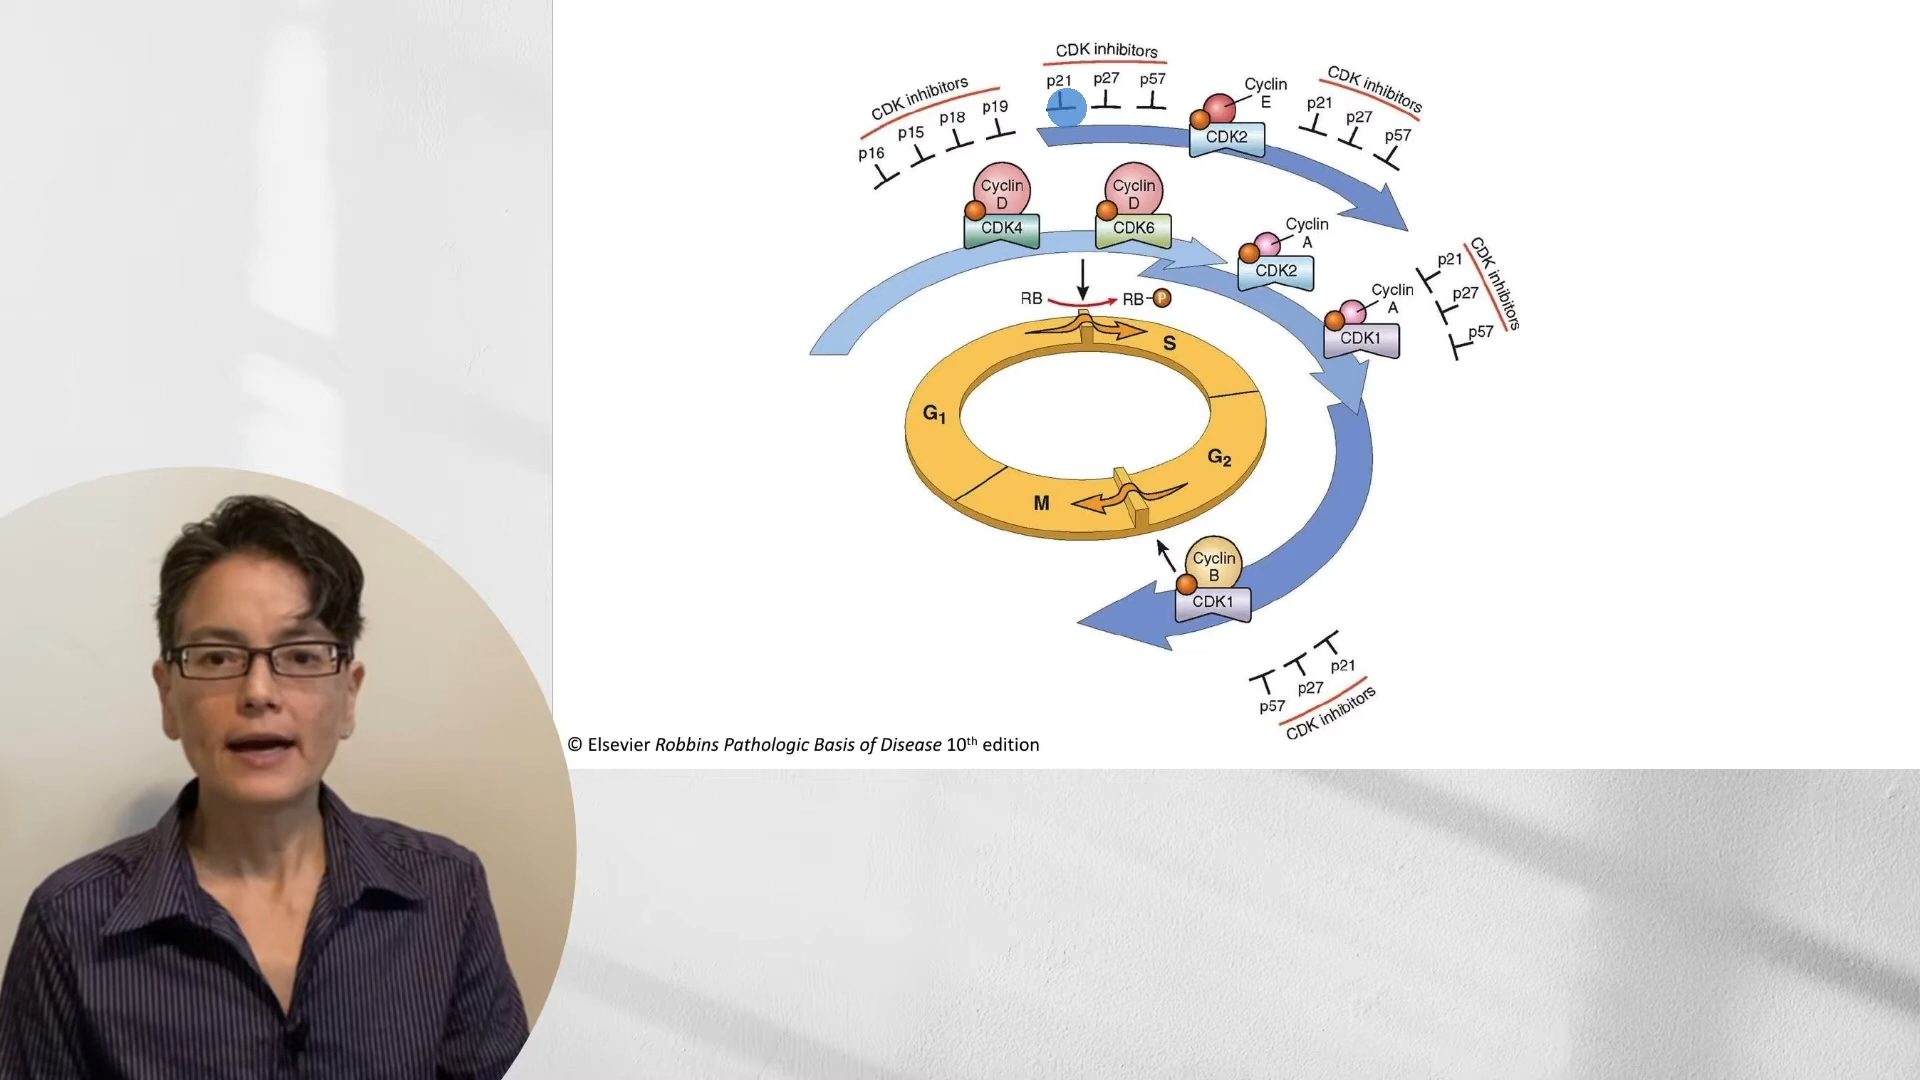 CDK inhibitors
p16
p15
p18
p19
CDK inhibitors
p21
p27
p57
Cyclin
E
CDK2
CDK inhibitors
p21
p27
p57
Cyclin
D
CDK4
Cyclin
D
CDK6
Cyclin
A
CDK2
Cyclin
A
CDK1
CDK inhibitors
p21
p27
p57
RB
RB
P
S
G1
G2
M
Cyclin
B
CDK1
p21
p27
p57
CDK inhibitors
© Elsevier Robbins Pathologic Basis of Disease 10th edition